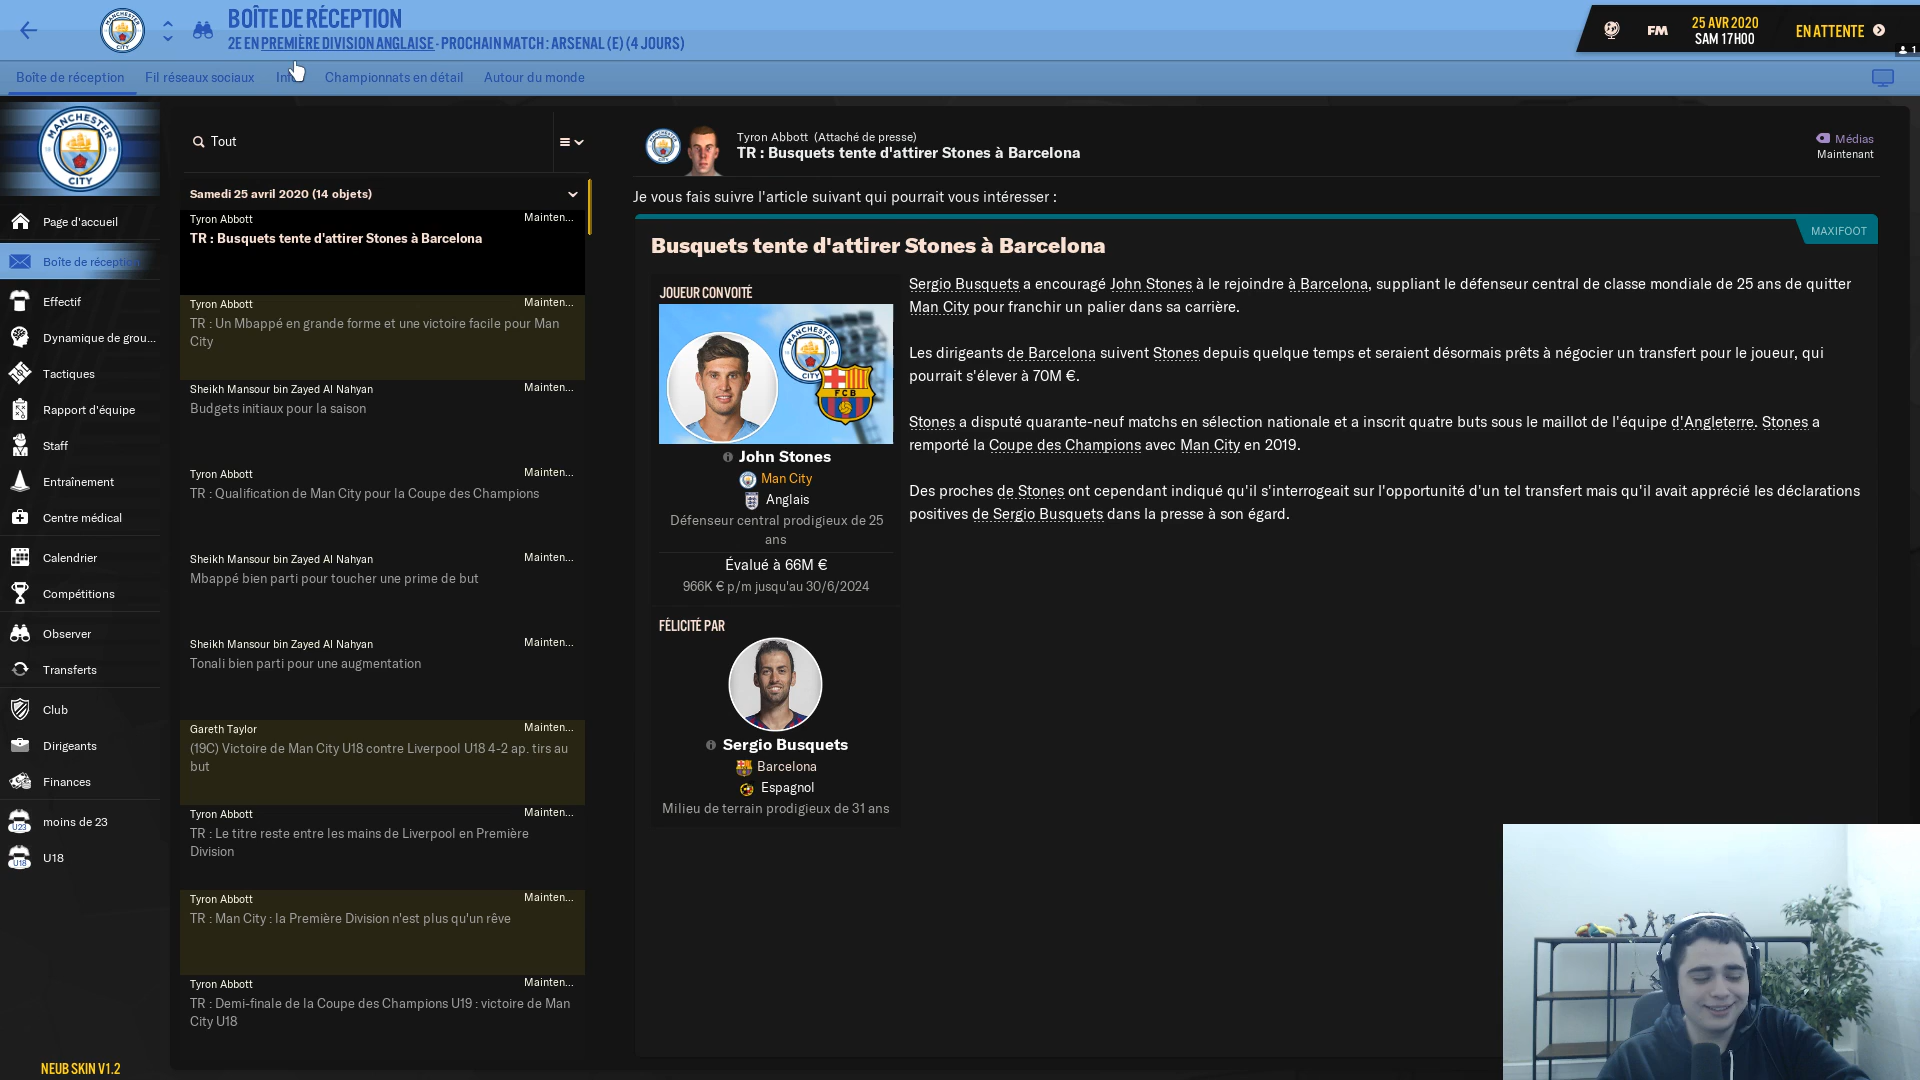 BOÎTE DE RÉCEPTION
2E EN PREMIÈRE DIVISION ANGLAISE · PROCHAIN MATCH : ARSENAL (E) (4 JOURS)
FM
25 AVR 2020
SAM 17H00
EN ATTENTE
1
Boîte de réception
Fil réseaux sociaux
Championnats en détail
Autour du monde
MANCHESTER
CITY
Page d'accueil
Boîte de réception
Effectif
Dynamique de grou...
Tactiques
Rapport d'équipe
Staff
Entraînement
Centre médical
Calendrier
Compétitions
Observer
Transferts
Club
Dirigeants
Finances
U23
moins de 23
U18
U18
NEUB SKIN V1.2
Tout
Samedi 25 avril 2020 (14 objets)
Tyron Abbott
Mainten...
TR : Busquets tente d'attirer Stones à Barcelona
Tyron Abbott
Mainten...
TR : Un Mbappé en grande forme et une victoire facile pour Man
City
Sheikh Mansour bin Zayed Al Nahyan
Mainten...
Budgets initiaux pour la saison
Tyron Abbott
Mainten...
TR : Qualification de Man City pour la Coupe des Champions
Sheikh Mansour bin Zayed Al Nahyan
Mainten...
Mbappé bien parti pour toucher une prime de but
Sheikh Mansour bin Zayed Al Nahyan
Mainten...
Tonali bien parti pour une augmentation
Gareth Taylor
Mainten...
(19C) Victoire de Man City U18 contre Liverpool U18 4-2 ap. tirs au
but
Tyron Abbott
Mainten...
TR : Le titre reste entre les mains de Liverpool en Première
Division
Tyron Abbott
Mainten...
TR : Man City : la Première Division n'est plus qu'un rêve
Tyron Abbott
Mainten...
TR : Demi-finale de la Coupe des Champions U19 : victoire de Man
City U18
Tyron Abbott (Attaché de presse)
TR : Busquets tente d'attirer Stones à Barcelona
Médias
Maintenant
Je vous fais suivre l'article suivant qui pourrait vous intéresser :
MAXIFOOT
Busquets tente d'attirer Stones à Barcelona
JOUEUR CONVOITÉ
MANCHESTER
CITY
FCB
John Stones
Man City
Anglais
Défenseur central prodigieux de 25
ans
Évalué à 66M €
966K € p/m jusqu'au 30/6/2024
FÉLICITÉ PAR
Sergio Busquets
Barcelona
Espagnol
Milieu de terrain prodigieux de 31 ans
Sergio Busquets a encouragé John Stones à le rejoindre à Barcelona, suppliant le défenseur central de classe mondiale de 25 ans de quitter
Man City pour franchir un palier dans sa carrière.
Les dirigeants de Barcelona suivent Stones depuis quelque temps et seraient désormais prêts à négocier un transfert pour le joueur, qui
pourrait s'élever à 70M €.
Stones a disputé quarante-neuf matchs en sélection nationale et a inscrit quatre buts sous le maillot de l'équipe d'Angleterre. Stones a
remporté la Coupe des Champions avec Man City en 2019.
Des proches de Stones ont cependant indiqué qu'il s'interrogeait sur l'opportunité d'un tel transfert mais qu'il avait apprécié les déclarations
positives de Sergio Busquets dans la presse à son égard.